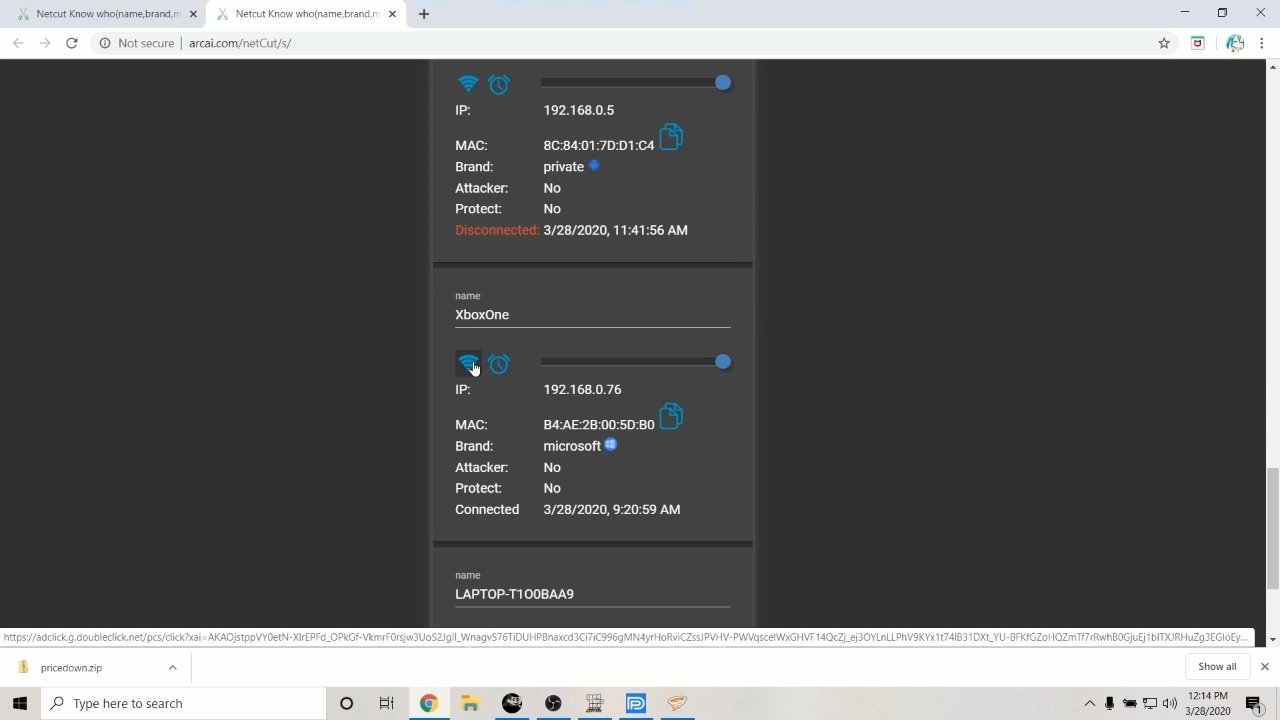 Netcut Know who(name,brand,m
Netcut Know who(name,brand,m
Not secure | arcai.com/netCut/s/
IP: 192.168.0.5
MAC: 8C:84:01:7D:D1:C4
Brand: private
Attacker: No
Protect: No
Disconnected: 3/28/2020, 11:41:56 AM
name
XboxOne
IP: 192.168.0.76
MAC: B4:AE:2B:00:5D:B0
Brand: microsoft
Attacker: No
Protect: No
Connected 3/28/2020, 9:20:59 AM
name
LAPTOP-T1O0BAA9
pricedown.zip
Show all
Type here to search
12:14 PM
3/28/2020
1